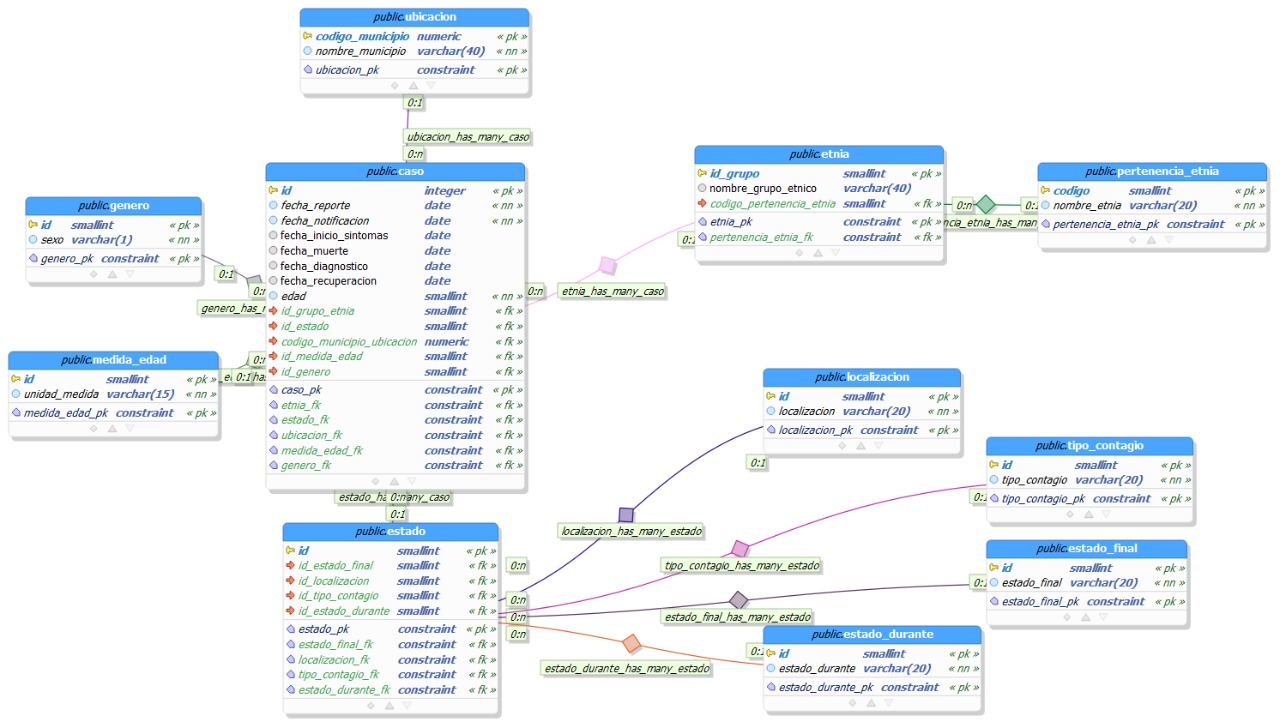 public.ubicacion
codigo_municipio numeric « pk »
nombre_municipio varchar(40) « nn »
ubicacion_pk constraint « pk »
0:1
ubicacion_has_many_caso
0:n
public.caso
id integer « pk »
fecha_reporte date « nn »
fecha_notificacion date « nn »
fecha_inicio_sintomas date
fecha_muerte date
fecha_diagnostico date
fecha_recuperacion date
edad smallint « nn »
id_grupo_etnia smallint « fk »
id_estado smallint « fk »
codigo_municipio_ubicacion numeric « fk »
id_medida_edad smallint « fk »
id_genero smallint « fk »
caso_pk constraint « pk »
etnia_fk constraint « fk »
estado_fk constraint « fk »
ubicacion_fk constraint « fk »
medida_edad_fk constraint « fk »
genero_fk constraint « fk »
public.genero
id smallint « pk »
sexo varchar(1) « nn »
genero_pk constraint « pk »
0:1
0:n
genero_has_r
public.medida_edad
id smallint « pk »
unidad_medida varchar(15) « nn »
medida_edad_pk constraint « pk »
0:n
0:1
public.etnia
id_grupo smallint « pk »
nombre_grupo_etnico varchar(40)
codigo_pertenencia_etnia smallint « fk »
etnia_pk constraint « pk »
pertenencia_etnia_fk constraint « fk »
0:1
0:n
etnia_has_many_caso
0:n
0:1
ncia_etnia_has_man
public.pertenencia_etnia
codigo smallint « pk »
nombre_etnia varchar(20) « nn »
pertenencia_etnia_pk constraint « pk »
estado_ha 0:n many_caso
0:1
public.estado
id smallint « pk »
id_estado_final smallint « fk »
id_localizacion smallint « fk »
id_tipo_contagio smallint « fk »
id_estado_durante smallint « fk »
estado_pk constraint « pk »
estado_final_fk constraint « fk »
localizacion_fk constraint « fk »
tipo_contagio_fk constraint « fk »
estado_durante_fk constraint « fk »
0:n
0:n
0:n
0:n
public.localizacion
id smallint « pk »
localizacion varchar(20) « nn »
localizacion_pk constraint « pk »
0:1
localizacion_has_many_estado
public.tipo_contagio
id smallint « pk »
tipo_contagio varchar(20) « nn »
tipo_contagio_pk constraint « pk »
0:1
tipo_contagio_has_many_estado
public.estado_final
id smallint « pk »
estado_final varchar(20) « nn »
estado_final_pk constraint « pk »
0:1
estado_final_has_many_estado
public.estado_durante
id smallint « pk »
estado_durante varchar(20) « nn »
estado_durante_pk constraint « pk »
0:1
estado_durante_has_many_estado